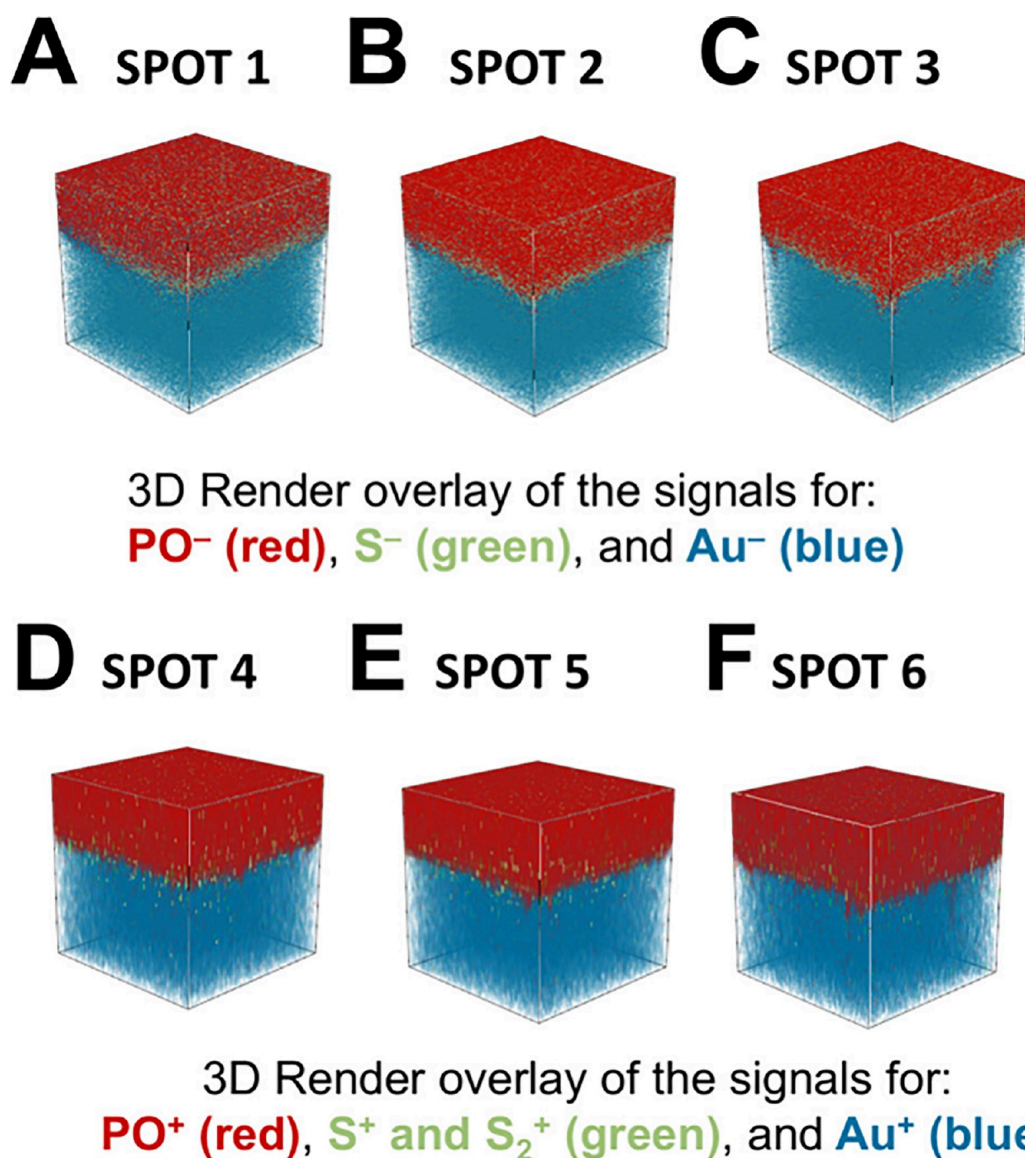 A SPOT 1 B SPOT 2 C SPOT 3
3D Render overlay of the signals for:
PO⁻ (red), S⁻ (green), and Au⁻ (blue)
D SPOT 4 E SPOT 5 F SPOT 6
3D Render overlay of the signals for:
PO⁺ (red), S⁺ and S₂⁺ (green), and Au⁺ (blue